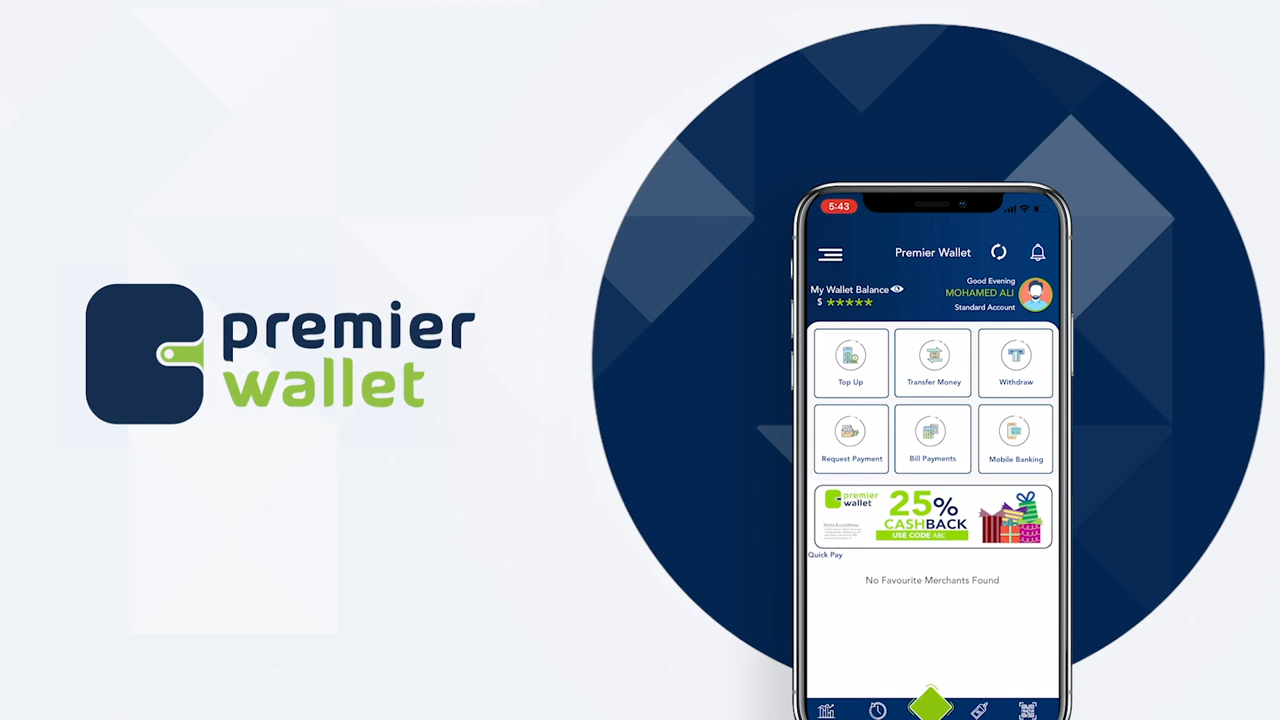 premier
wallet
5:43
Premier Wallet
My Wallet Balance
$ *****
Good Evening
MOHAMED ALI
Standard Account
Top Up
Transfer Money
Withdraw
Request Payment
Bill Payments
Mobile Banking
premier
wallet
Terms & conditions
25%
CASHBACK
USE CODE ABC
Quick Pay
No Favourite Merchants Found